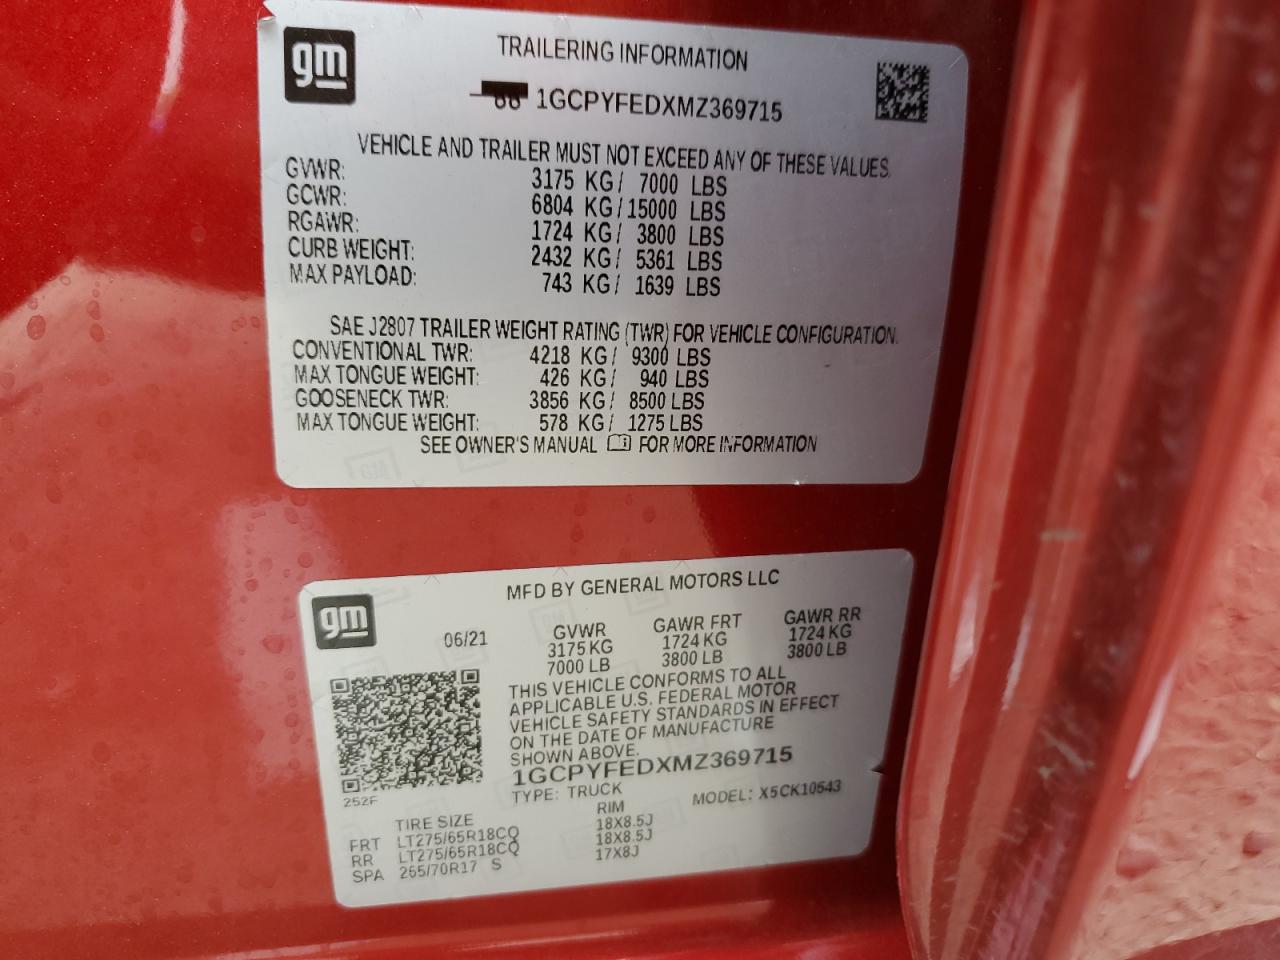 gm
TRAILERING INFORMATION
1GCPYFEDXMZ369715
VEHICLE AND TRAILER MUST NOT EXCEED ANY OF THESE VALUES.
GVWR: 3175 KG/ 7000 LBS
GCWR: 6804 KG/15000 LBS
RGAWR: 1724 KG/ 3800 LBS
CURB WEIGHT: 2432 KG/ 5361 LBS
MAX PAYLOAD: 743 KG/ 1639 LBS
SAE J2807 TRAILER WEIGHT RATING (TWR) FOR VEHICLE CONFIGURATION.
CONVENTIONAL TWR: 4218 KG/ 9300 LBS
MAX TONGUE WEIGHT: 426 KG/ 940 LBS
GOOSENECK TWR: 3856 KG/ 8500 LBS
MAX TONGUE WEIGHT: 578 KG/ 1275 LBS
SEE OWNER'S MANUAL FOR MORE INFORMATION
gm
MFD BY GENERAL MOTORS LLC
06/21 GVWR GAWR FRT GAWR RR
3175 KG 1724 KG 1724 KG
7000 LB 3800 LB 3800 LB
THIS VEHICLE CONFORMS TO ALL
APPLICABLE U.S. FEDERAL MOTOR
VEHICLE SAFETY STANDARDS IN EFFECT
ON THE DATE OF MANUFACTURE
SHOWN ABOVE.
1GCPYFEDXMZ369715
252F
TYPE: TRUCK MODEL: X5CK10543
TIRE SIZE RIM
FRT LT275/65R18CQ 18X8.5J
RR LT275/65R18CQ 18X8.5J
SPA 265/70R17 S 17X8J